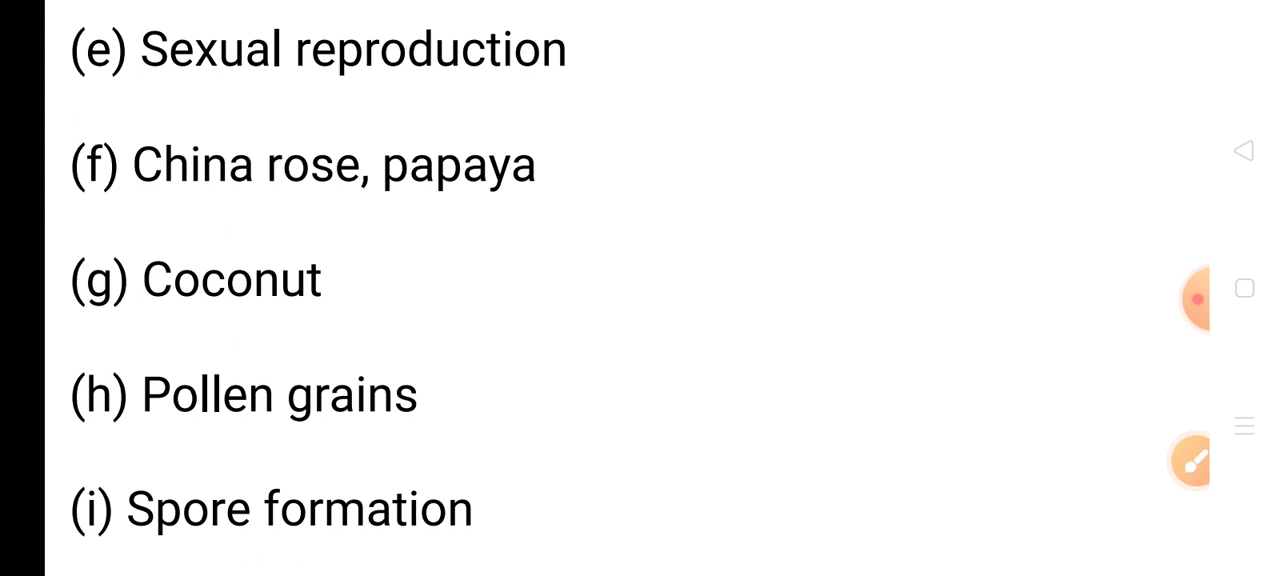 (e) Sexual reproduction
(f) China rose, papaya
(g) Coconut
(h) Pollen grains
(i) Spore formation